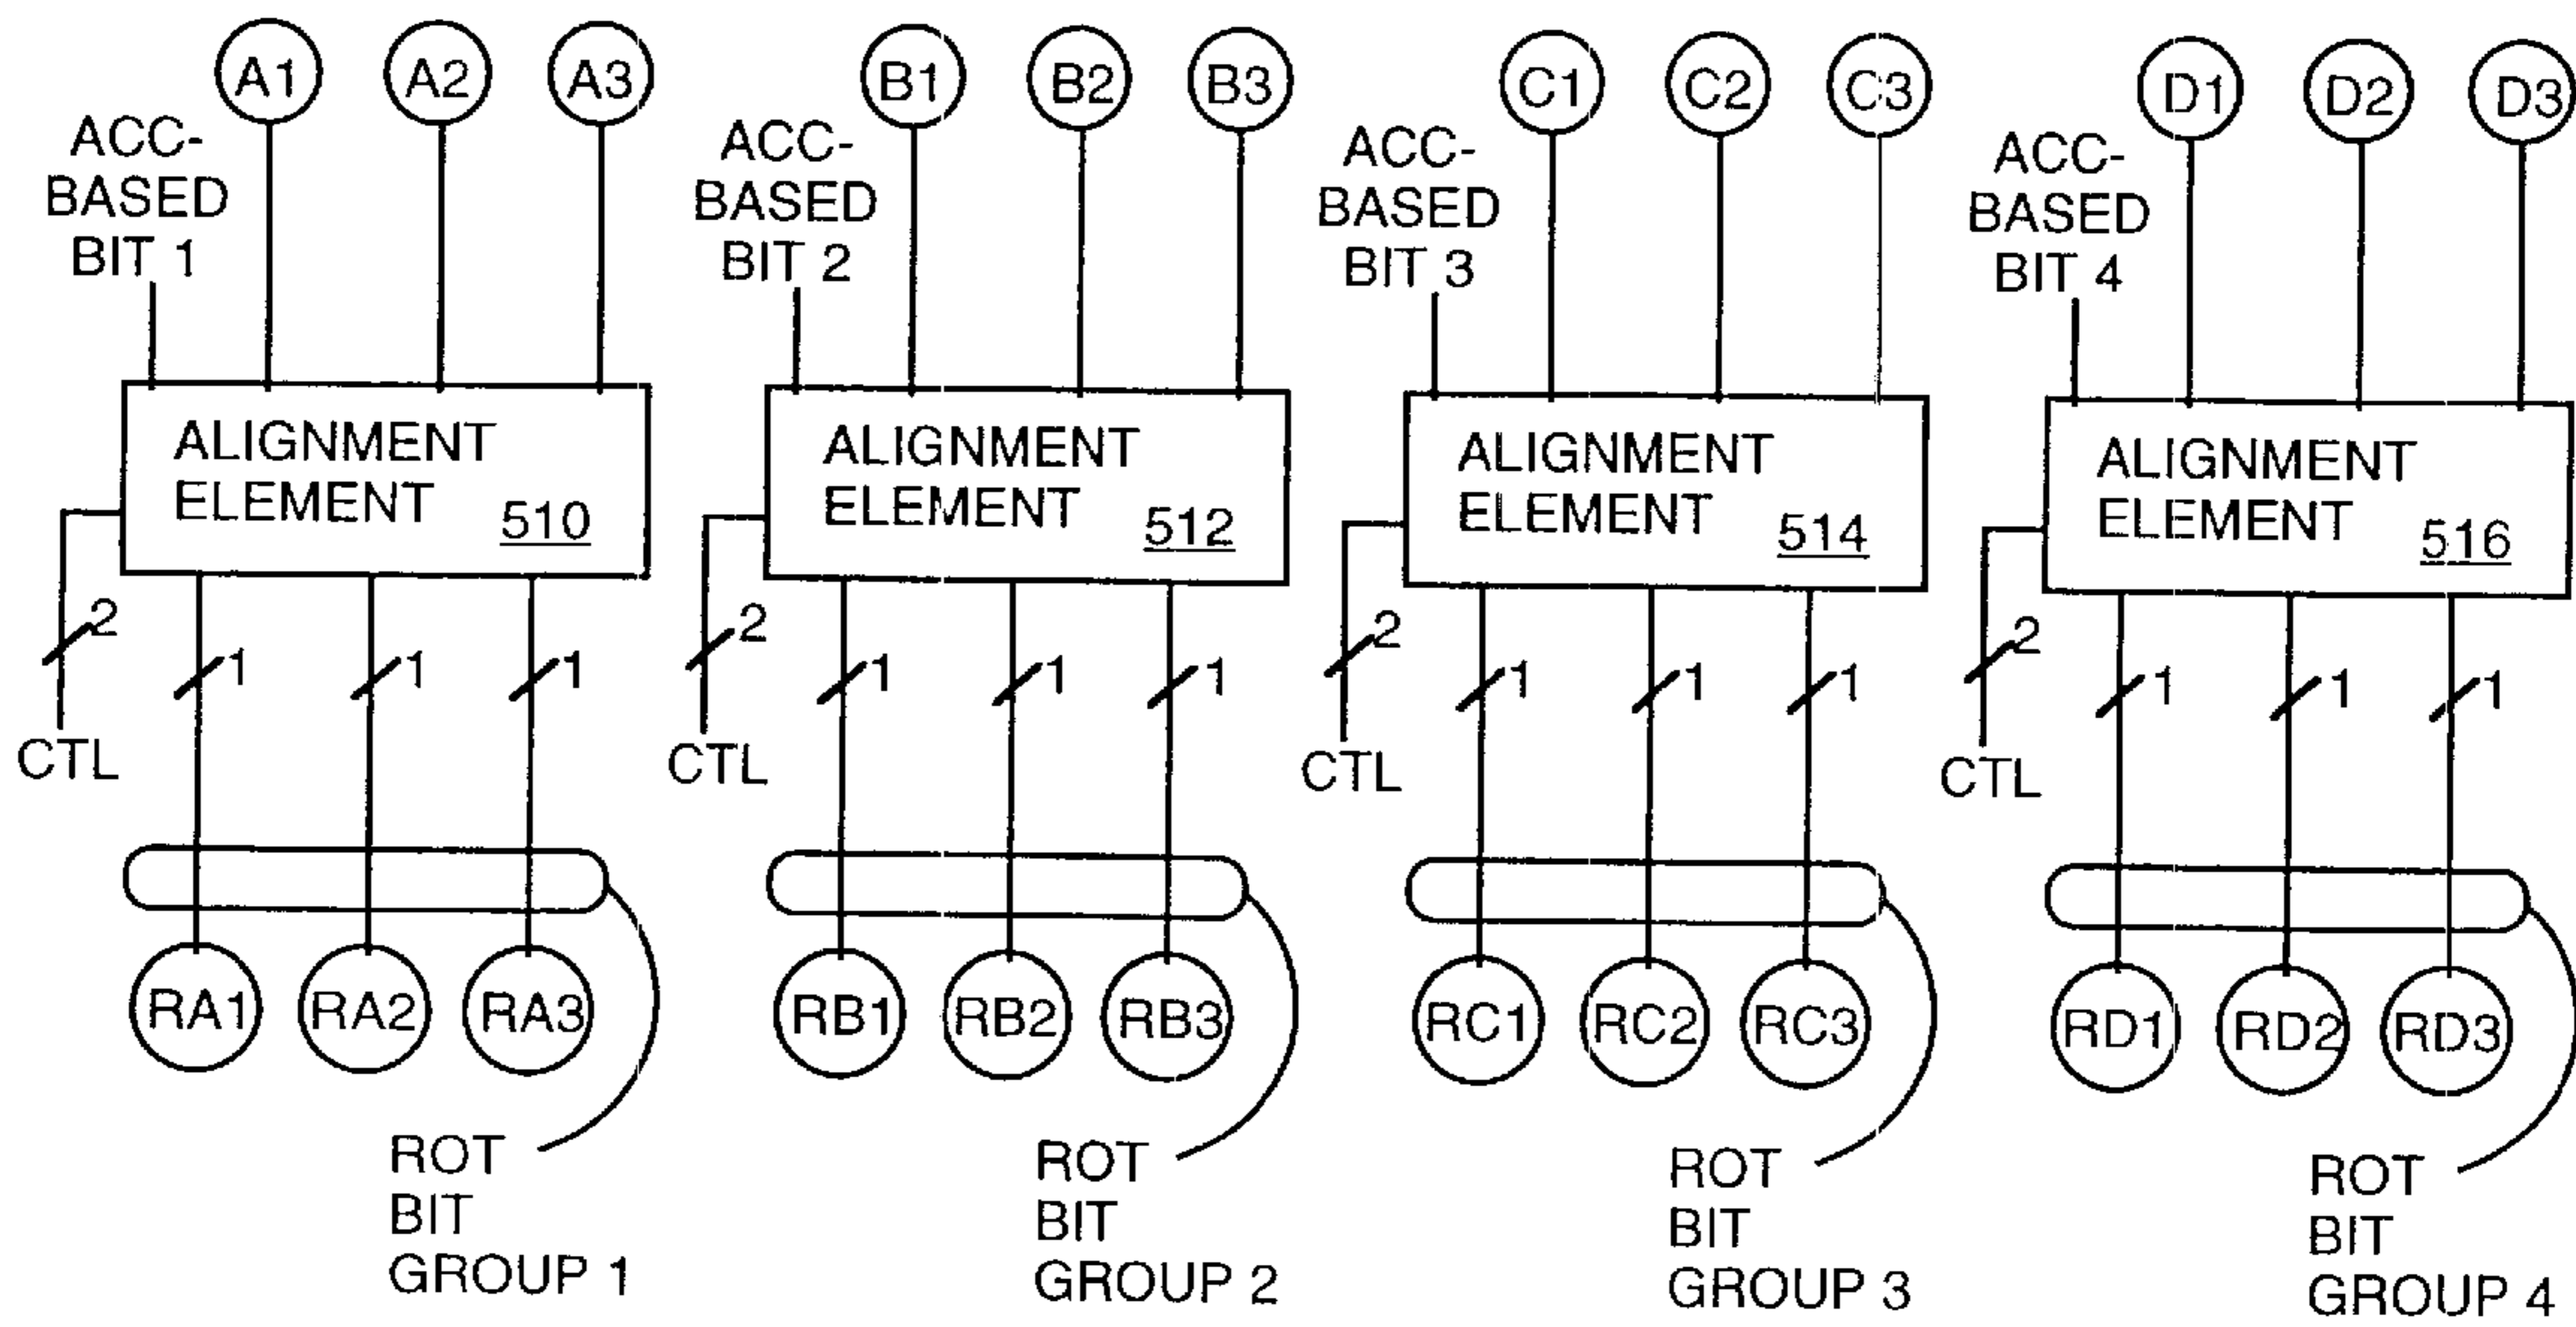 A1 A2 A3 B1 B2 B3 C1 C2 C3 D1 D2 D3
ACC-
BASED
BIT 1
ACC-
BASED
BIT 2
ACC-
BASED
BIT 3
ACC-
BASED
BIT 4
ALIGNMENT
ELEMENT 510
ALIGNMENT
ELEMENT 512
ALIGNMENT
ELEMENT 514
ALIGNMENT
ELEMENT 516
2 1 1 1
2 1 1 1
2 1 1 1
2 1 1 1
CTL
CTL
CTL
CTL
RA1 RA2 RA3 RB1 RB2 RB3 RC1 RC2 RC3 RD1 RD2 RD3
ROT
BIT
GROUP 1
ROT
BIT
GROUP 2
ROT
BIT
GROUP 3
ROT
BIT
GROUP 4